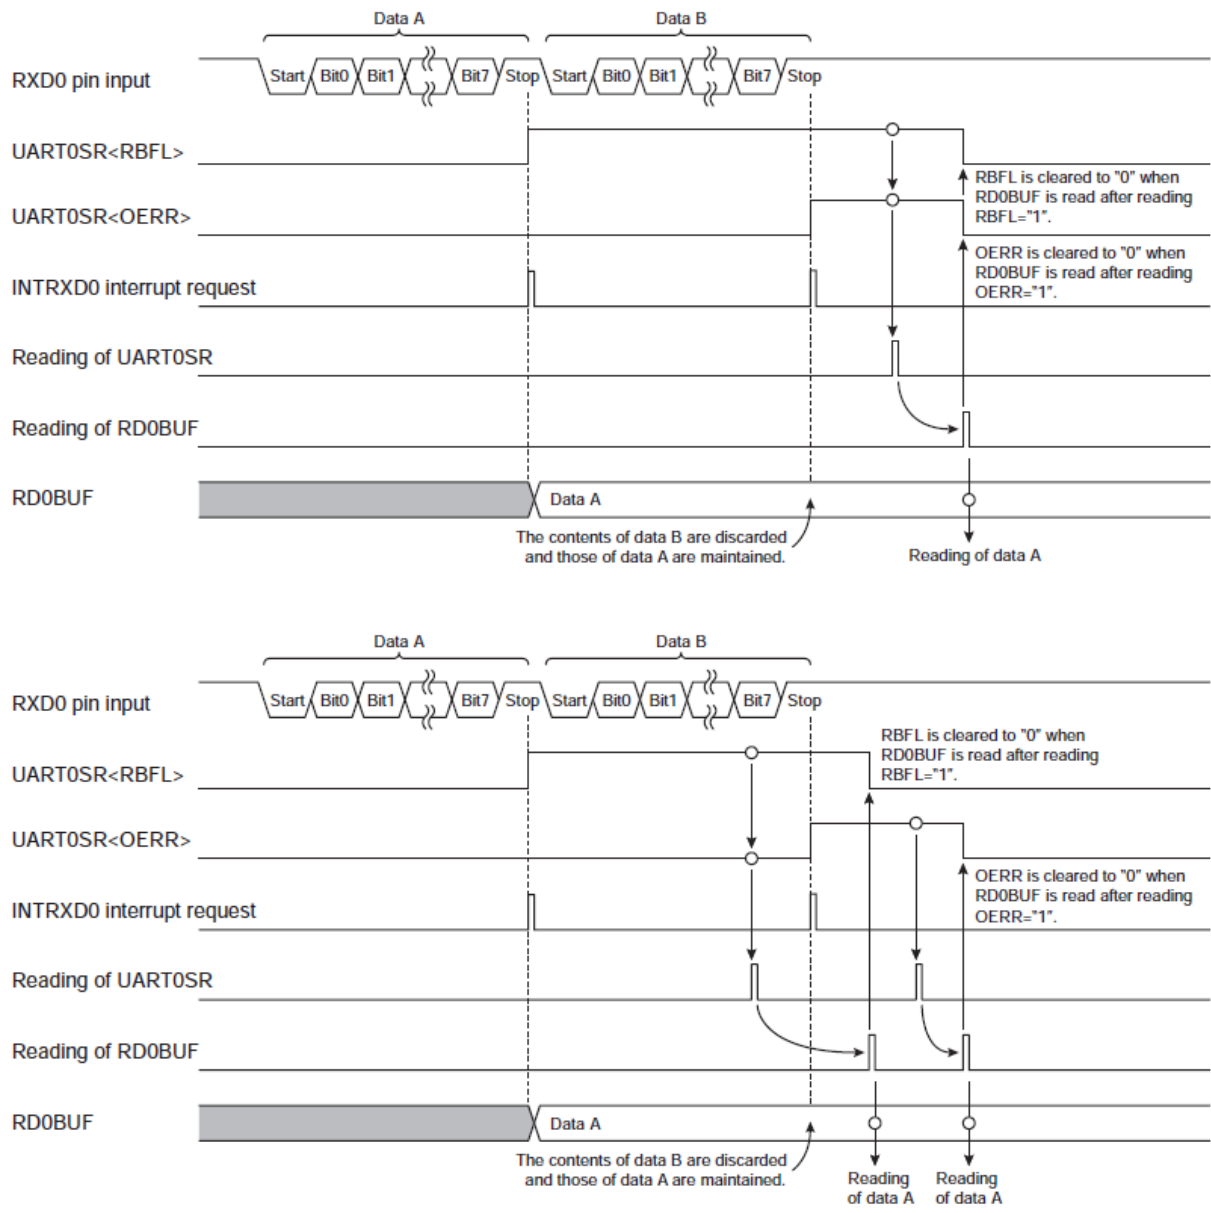 Data A
Data B
RXD0 pin input
Start Bit0 Bit1 Bit7 Stop Start Bit0 Bit1 Bit7 Stop
UART0SR<RBFL>
RBFL is cleared to "0" when
RD0BUF is read after reading
RBFL="1".
UART0SR<OERR>
OERR is cleared to "0" when
RD0BUF is read after reading
OERR="1".
INTRXD0 interrupt request
Reading of UART0SR
Reading of RD0BUF
RD0BUF
Data A
The contents of data B are discarded
and those of data A are maintained.
Reading of data A
Data A
Data B
RXD0 pin input
Start Bit0 Bit1 Bit7 Stop Start Bit0 Bit1 Bit7 Stop
RBFL is cleared to "0" when
RD0BUF is read after reading
RBFL="1".
UART0SR<RBFL>
UART0SR<OERR>
OERR is cleared to "0" when
RD0BUF is read after reading
OERR="1".
INTRXD0 interrupt request
Reading of UART0SR
Reading of RD0BUF
RD0BUF
Data A
The contents of data B are discarded
and those of data A are maintained.
Reading
of data A
Reading
of data A